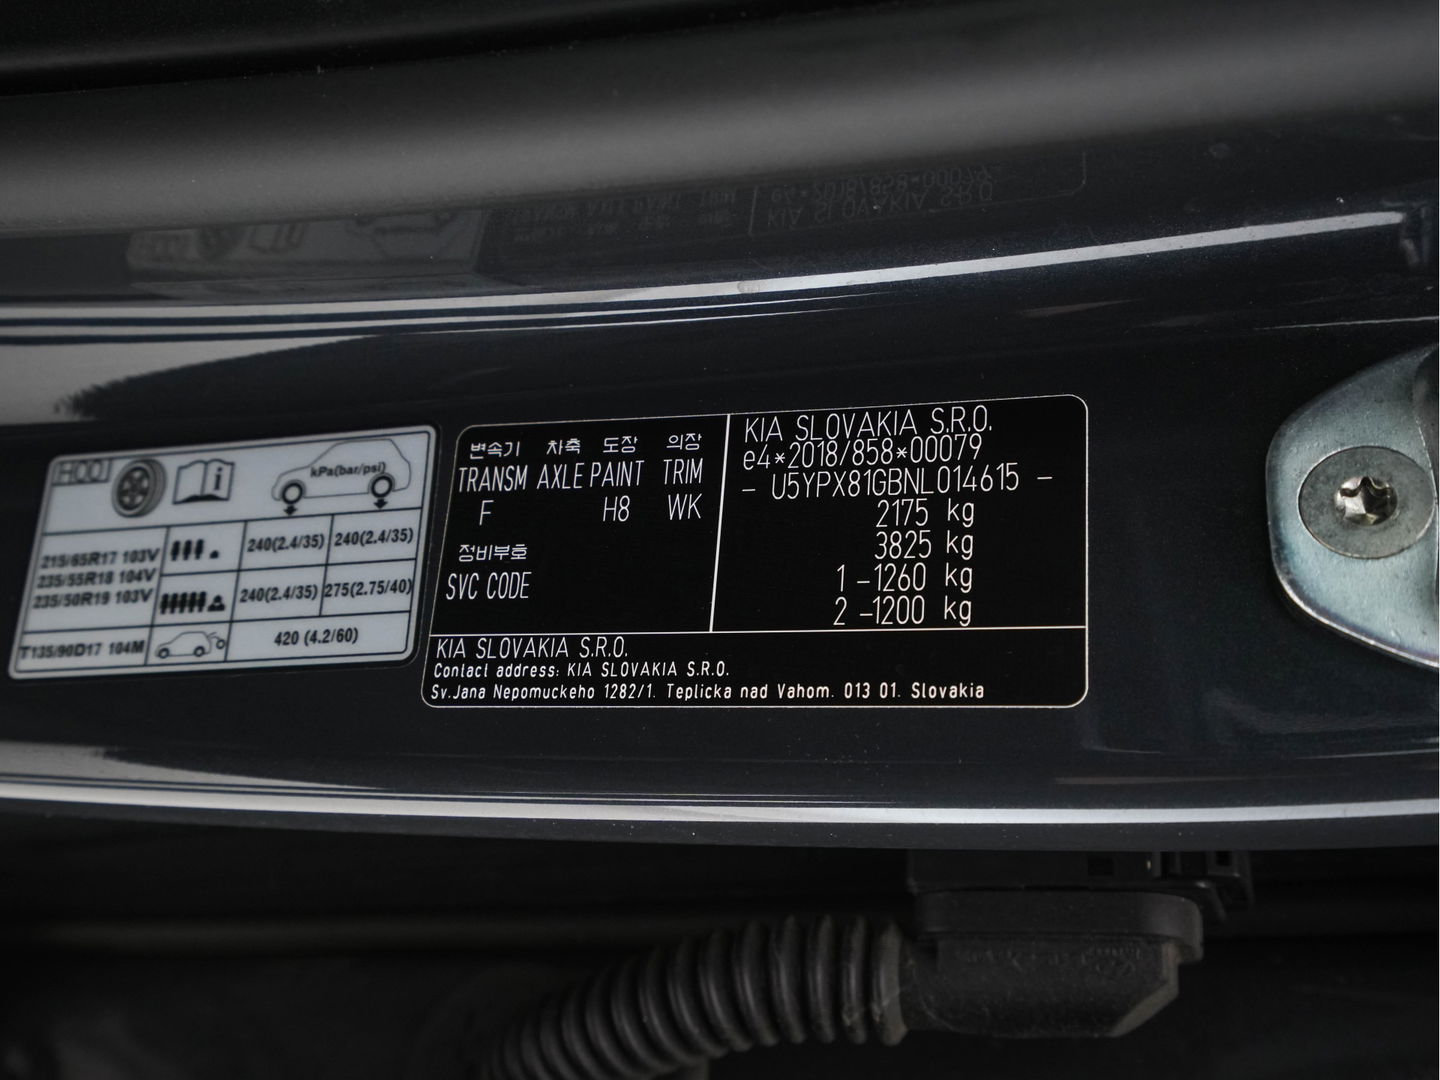 H00
kPa(bar/psi)
215/65R17 103V
235/55R18 104V
235/50R19 103V
240(2.4/35) 240(2.4/35)
240(2.4/35) 275(2.75/40)
T135/90D17 104M 420 (4.2/60)
변속기 차축 도장 의장
TRANSM AXLE PAINT TRIM
F H8 WK
정비부호
SVC CODE
KIA SLOVAKIA S.R.O.
e4*2018/858*00079
- U5YPX81GBNL014615 -
2175 kg
3825 kg
1 -1260 kg
2 -1200 kg
KIA SLOVAKIA S.R.O.
Contact address: KIA SLOVAKIA S.R.O.
Sv.Jana Nepomuckeho 1282/1. Teplicka nad Vahom. 013 01. Slovakia